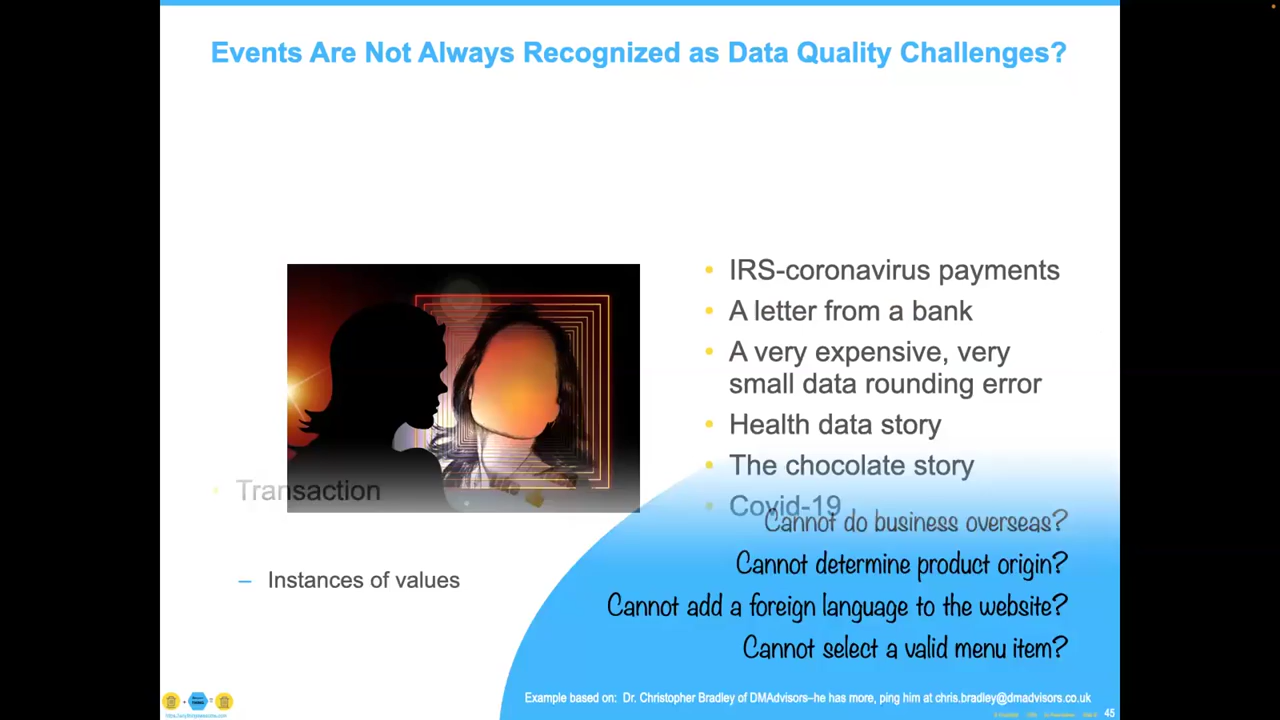 Events Are Not Always Recognized as Data Quality Challenges?
• IRS-coronavirus payments
• A letter from a bank
• A very expensive, very
small data rounding error
• Health data story
• The chocolate story
• Covid-19
• Transaction
– Instances of values
Cannot do business overseas?
Cannot determine product origin?
Cannot add a foreign language to the website?
Cannot select a valid menu item?
Example based on: Dr. Christopher Bradley of DMAdvisors–he has more, ping him at chris.bradley@dmadvisors.co.uk
45